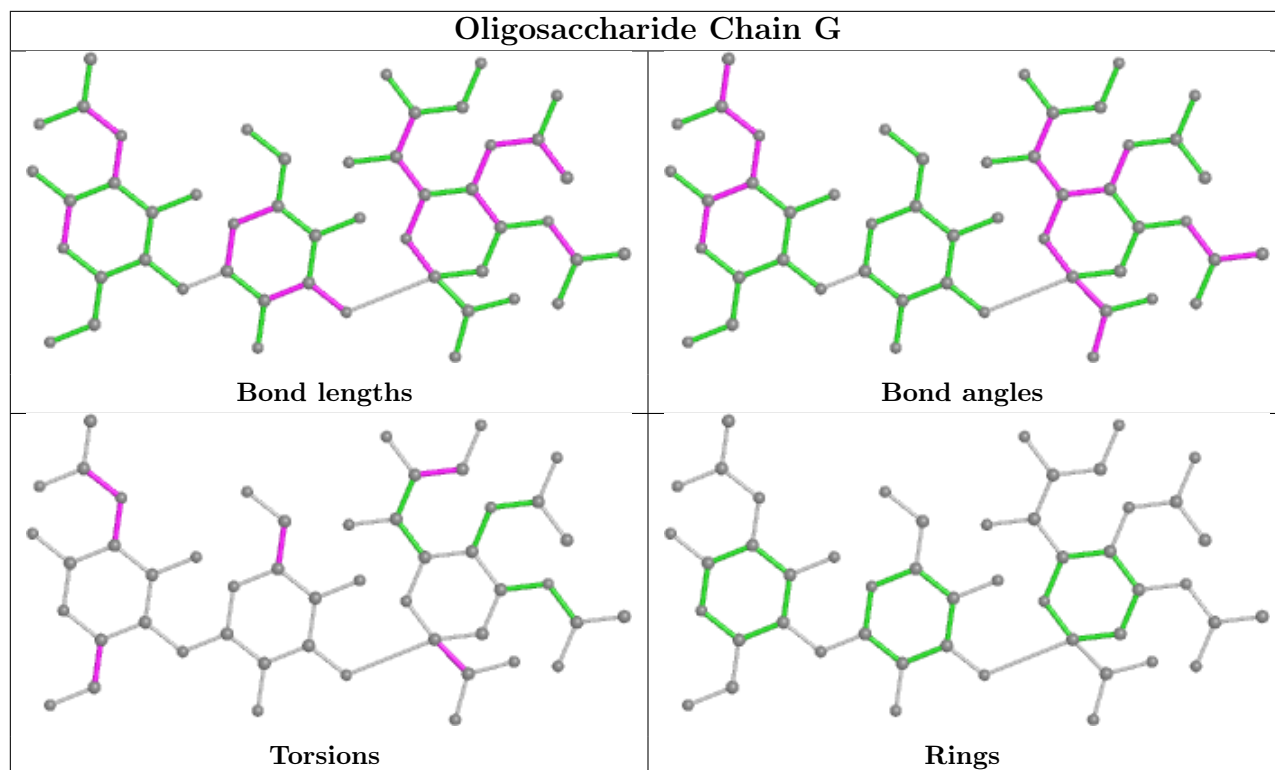 Oligosaccharide Chain G
Bond lengths
Bond angles
Torsions
Rings